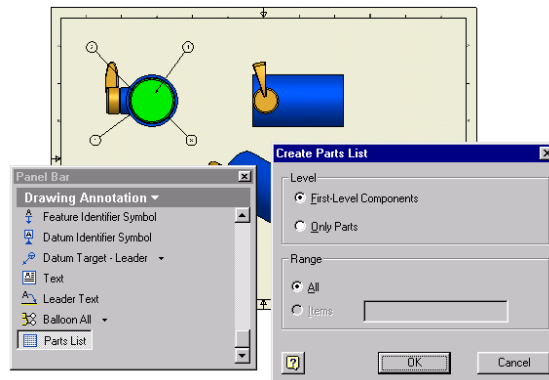 Panel Bar
Drawing Annotation
Feature Identifier Symbol
Datum Identifier Symbol
Datum Target - Leader
Text
Leader Text
Balloon All
Parts List
Create Parts List
Level
First-Level Components
Only Parts
Range
All
Items
OK
Cancel